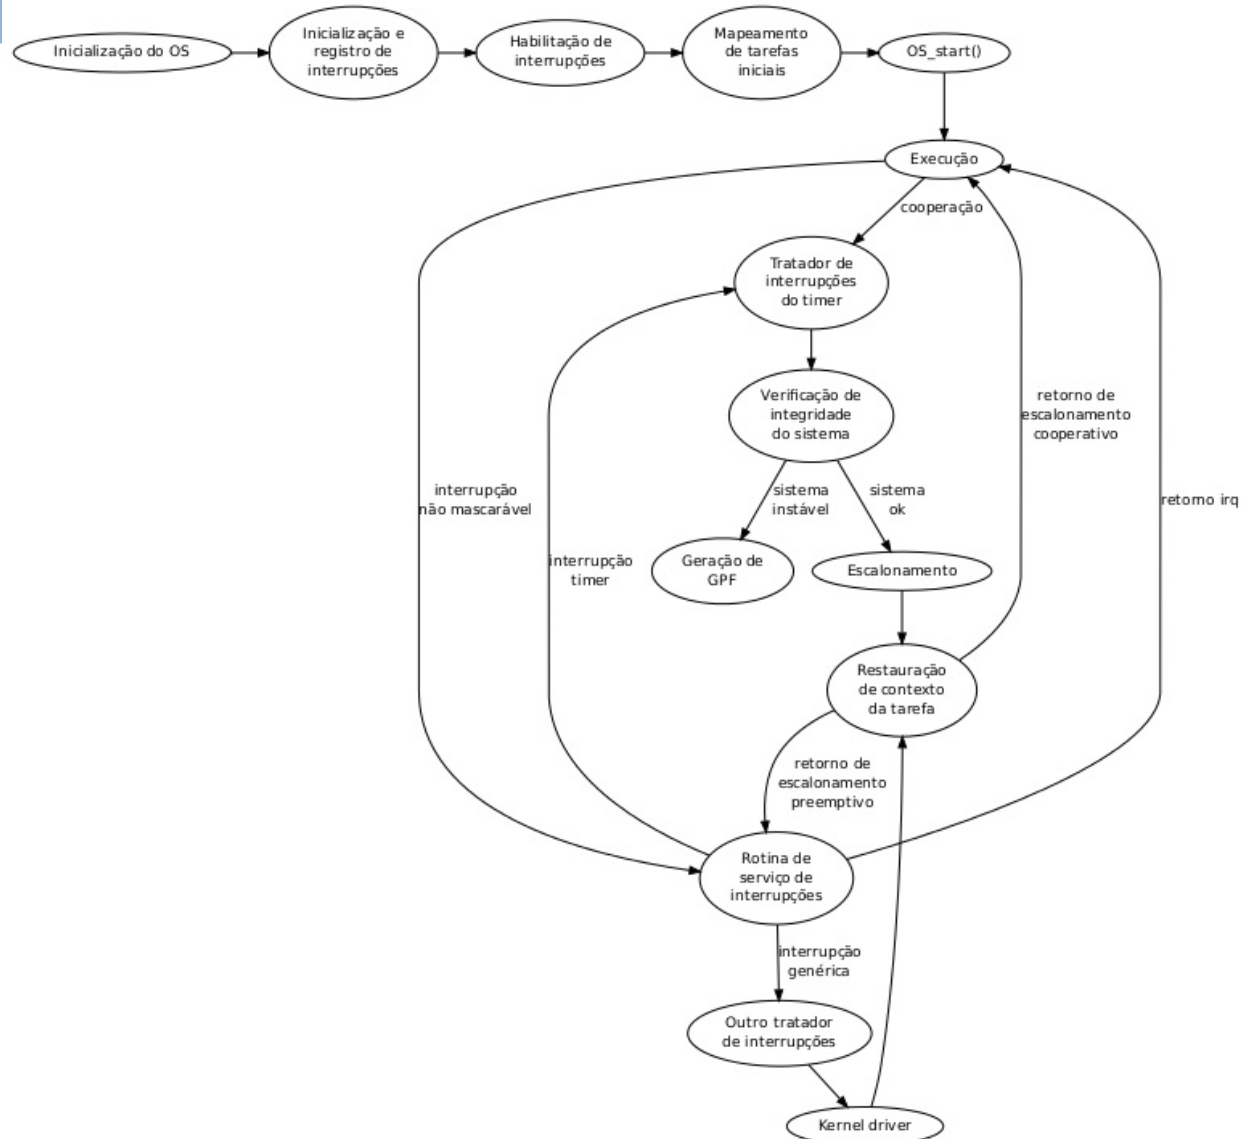 Inicialização do OS
Inicialização e
registro de
interrupções
Habilitação de
interrupções
Mapeamento
de tarefas
iniciais
OS_start()
Execução
cooperação
Tratador de
interrupções
do timer
Verificação de
integridade
do sistema
retorno de
escalonamento
cooperativo
interrupção
não mascarável
sistema
instável
sistema
ok
retorno irq
interrupção
timer
Geração de
GPF
Escalonamento
Restauração
de contexto
da tarefa
retorno de
escalonamento
preemptivo
Rotina de
serviço de
interrupções
interrupção
genérica
Outro tratador
de interrupções
Kernel driver